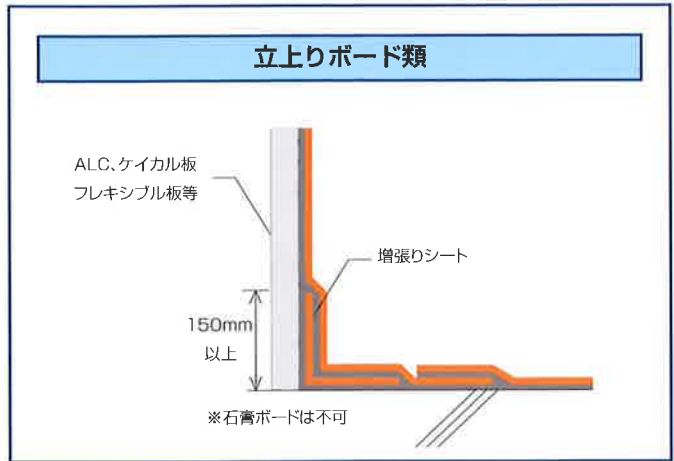 立上りボード類
ALC、ケイカル板
フレキシブル板等
増張りシート
150mm
以上
※石膏ボードは不可